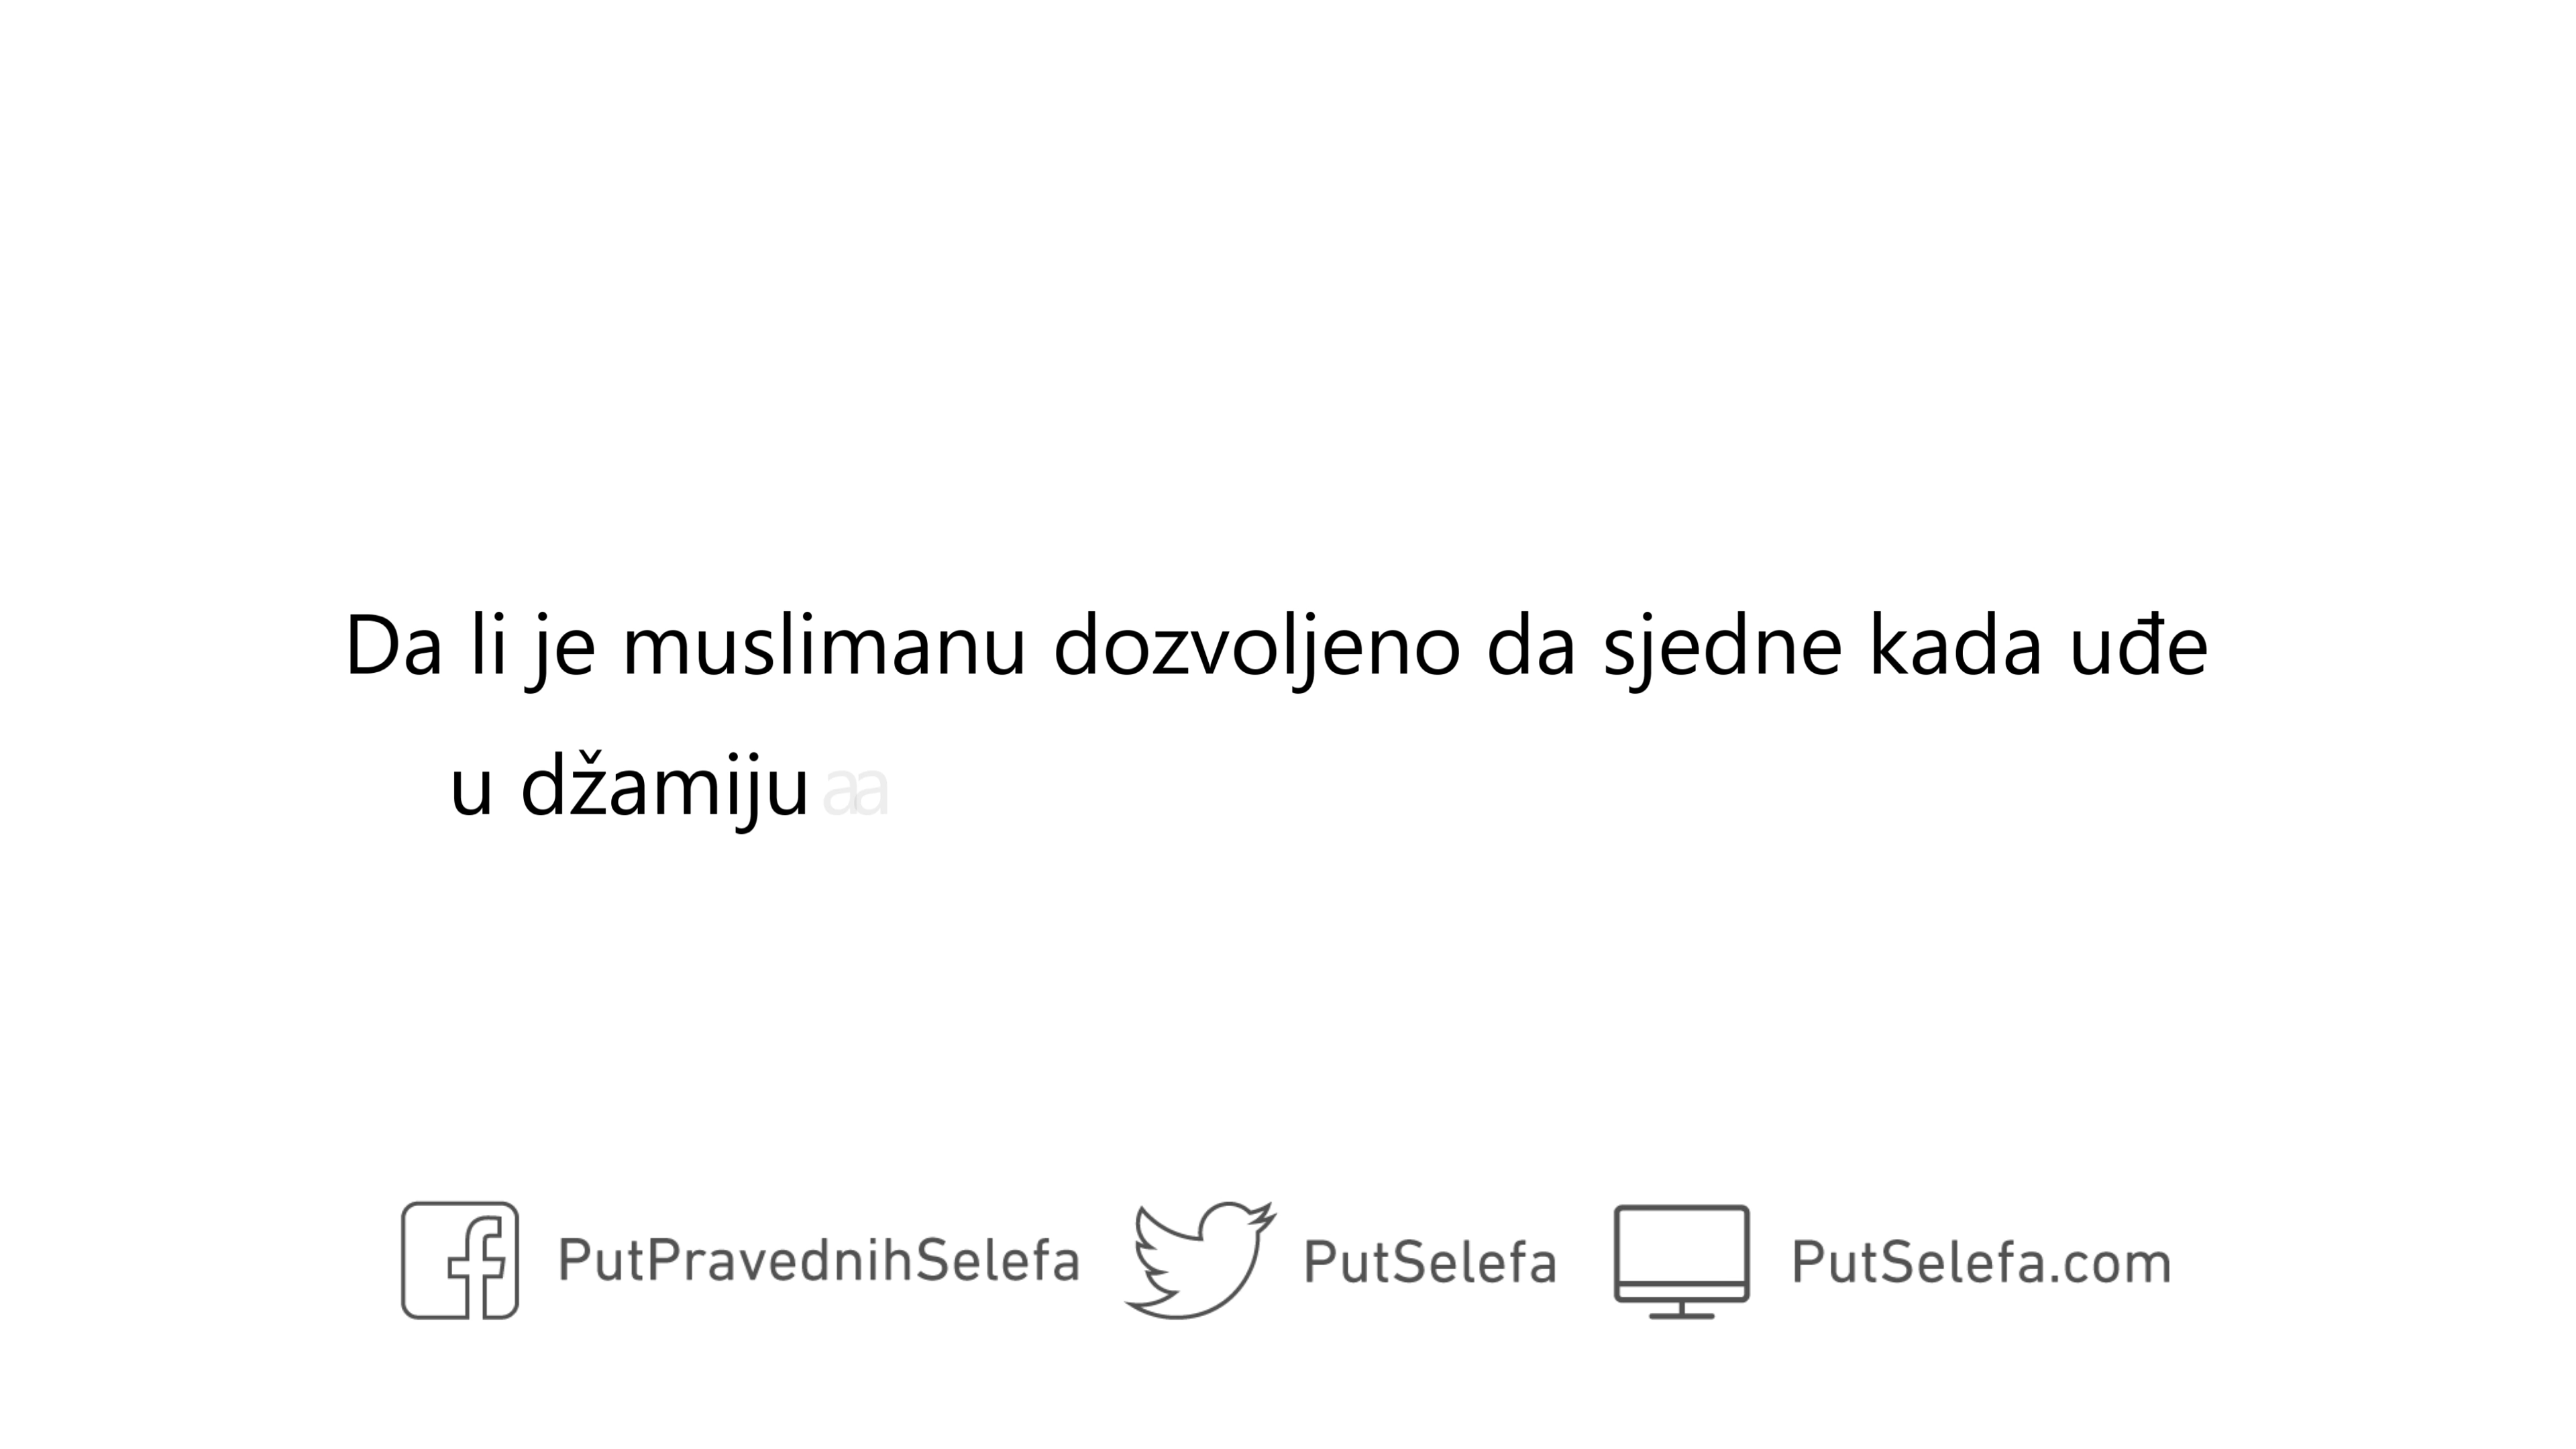 Da li je muslimanu dozvoljeno da sjedne kada uđe
u džamiju
PutPravednihSelefa PutSelefa PutSelefa.com